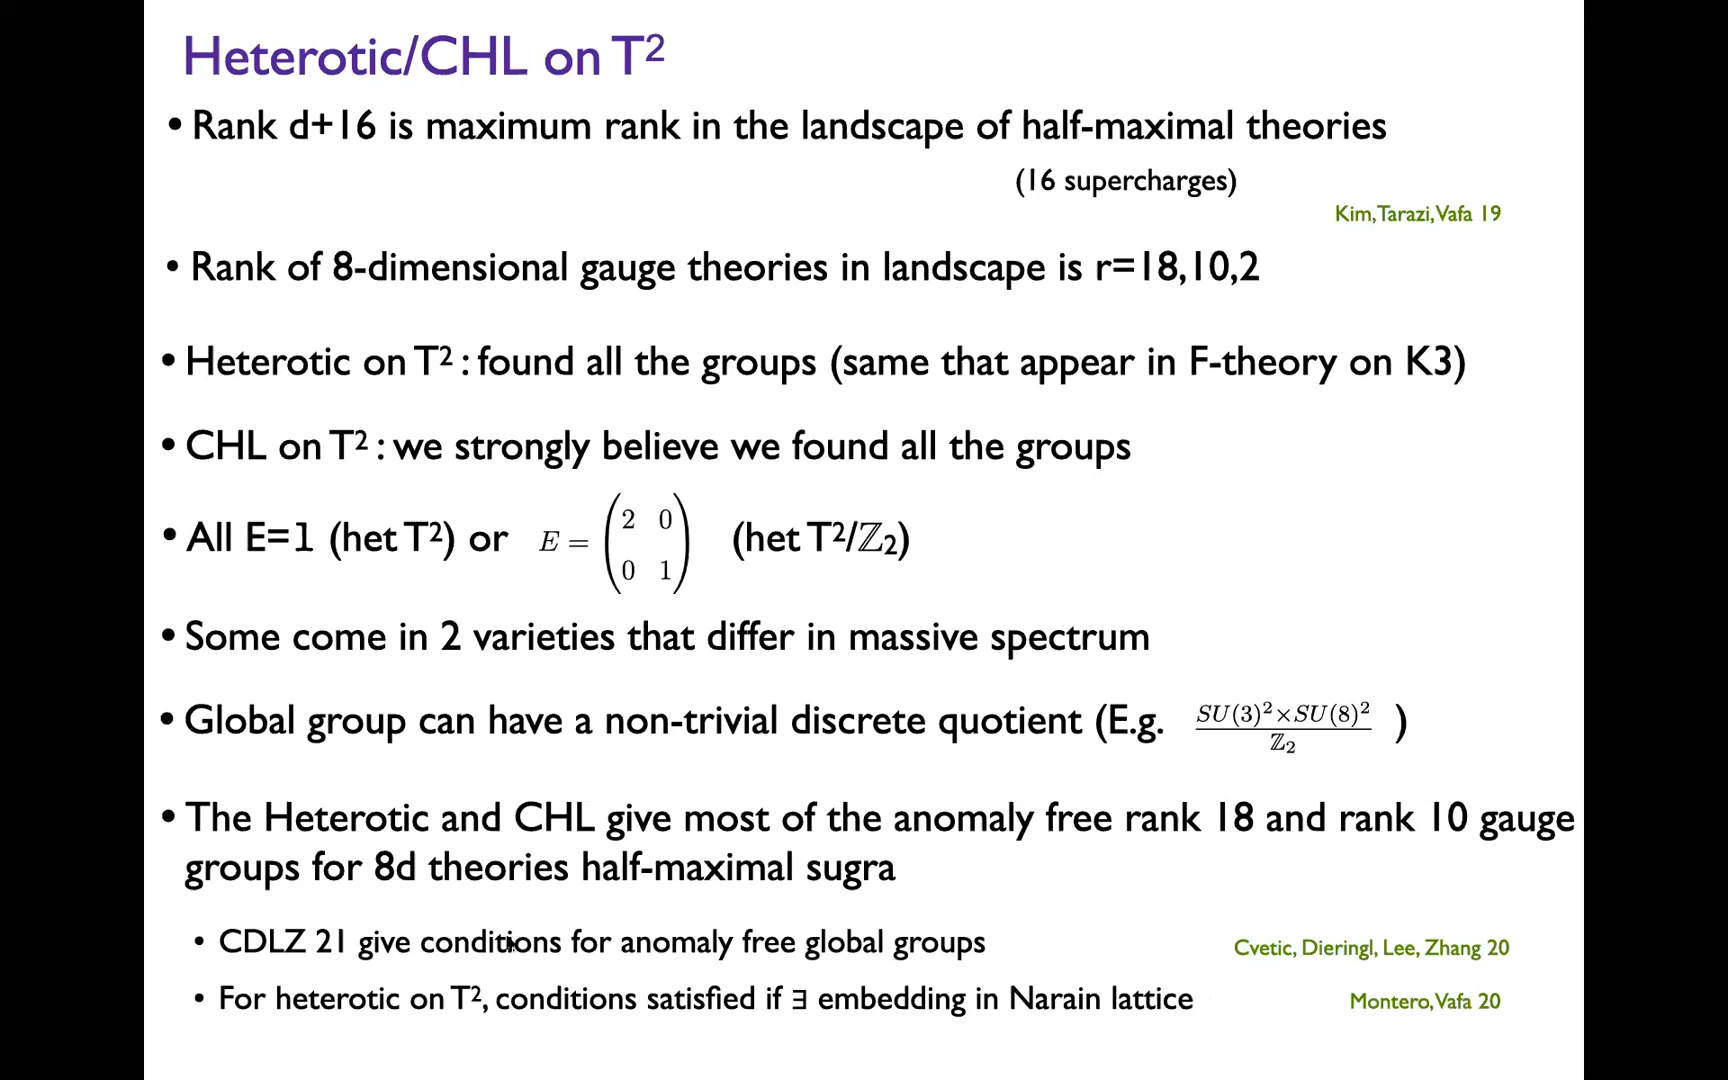 Heterotic/CHL on T²
• Rank d+16 is maximum rank in the landscape of half-maximal theories
(16 supercharges)
Kim,Tarazi,Vafa 19
• Rank of 8-dimensional gauge theories in landscape is r=18,10,2
• Heterotic on T² : found all the groups (same that appear in F-theory on K3)
• CHL on T² : we strongly believe we found all the groups
• All E=1 (het T²) or E = (2 0; 0 1) (het T²/ℤ₂)
• Some come in 2 varieties that differ in massive spectrum
• Global group can have a non-trivial discrete quotient (E.g. SU(3)²×SU(8)²/ℤ₂ )
• The Heterotic and CHL give most of the anomaly free rank 18 and rank 10 gauge
groups for 8d theories half-maximal sugra
• CDLZ 21 give conditions for anomaly free global groups
Cvetic, Dieringl, Lee, Zhang 20
• For heterotic on T², conditions satisfied if ∃ embedding in Narain lattice
Montero,Vafa 20